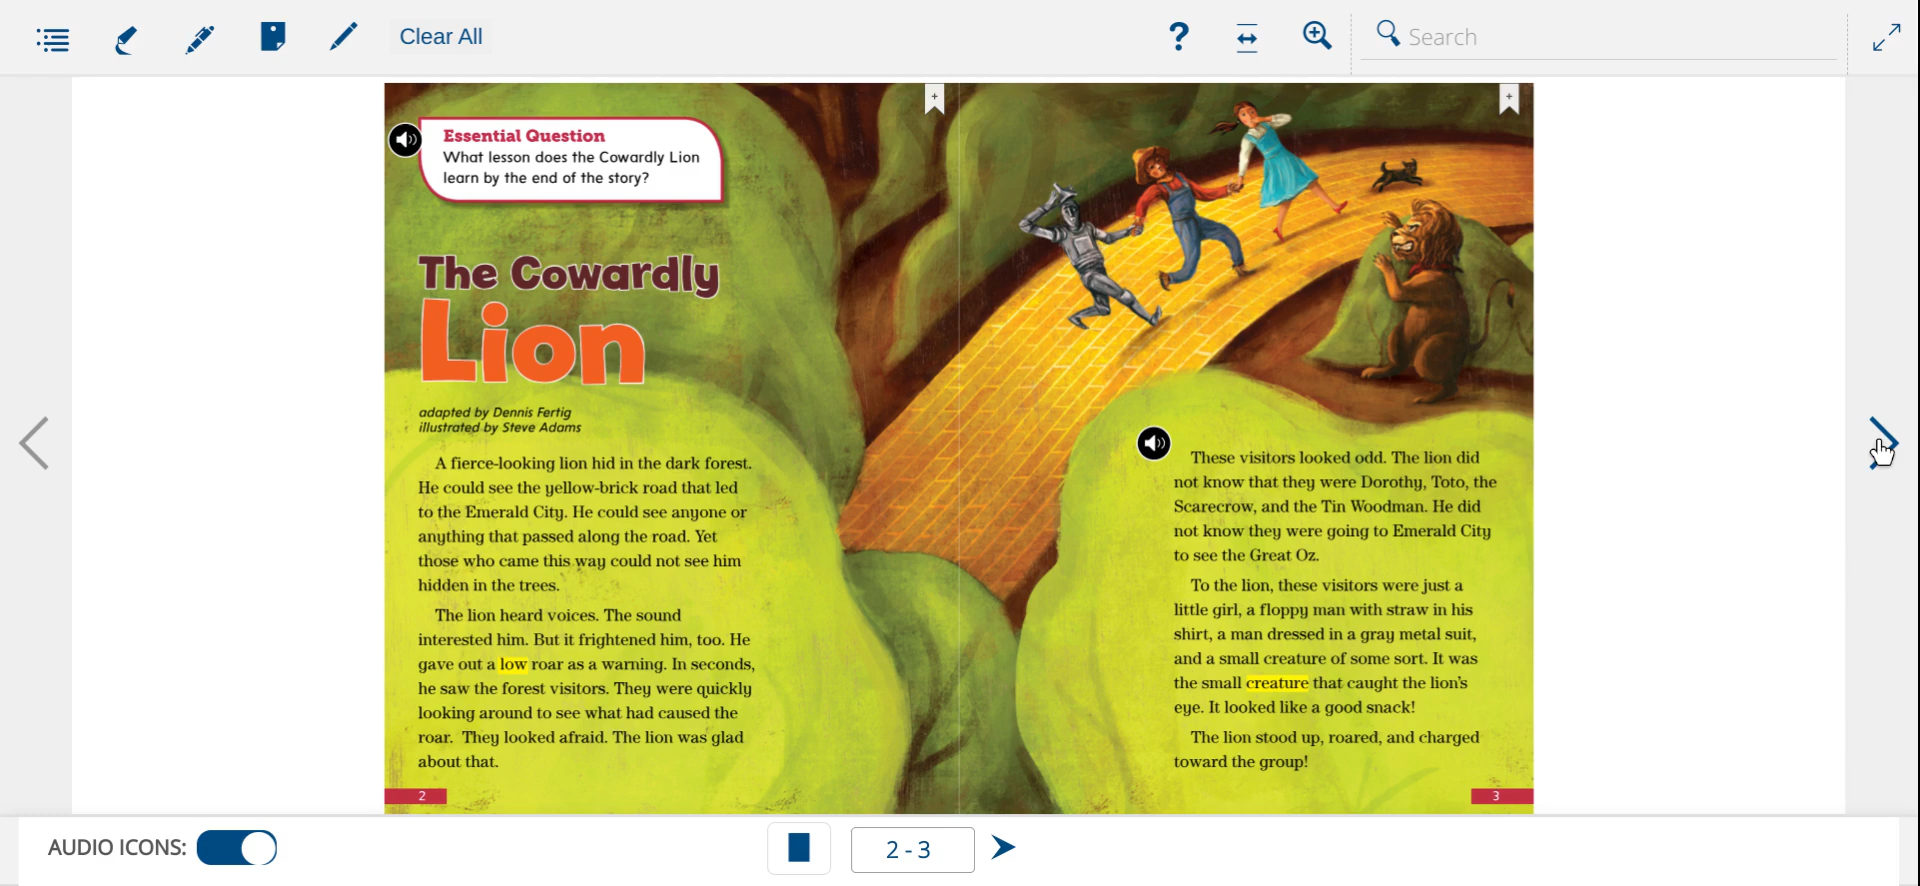 Clear All
?
Search
Essential Question
What lesson does the Cowardly Lion
learn by the end of the story?
The Cowardly
Lion
adapted by Dennis Fertig
illustrated by Steve Adams
A fierce-looking lion hid in the dark forest.
He could see the yellow-brick road that led
to the Emerald City. He could see anyone or
anything that passed along the road. Yet
those who came this way could not see him
hidden in the trees.
The lion heard voices. The sound
interested him. But it frightened him, too. He
gave out a low roar as a warning. In seconds,
he saw the forest visitors. They were quickly
looking around to see what had caused the
roar.  They looked afraid. The lion was glad
about that.
2
These visitors looked odd. The lion did
not know that they were Dorothy, Toto, the
Scarecrow, and the Tin Woodman. He did
not know they were going to Emerald City
to see the Great Oz.
To the lion, these visitors were just a
little girl, a floppy man with straw in his
shirt, a man dressed in a gray metal suit,
and a small creature of some sort. It was
the small creature that caught the lion's
eye. It looked like a good snack!
The lion stood up, roared, and charged
toward the group!
3
AUDIO ICONS:
2 - 3